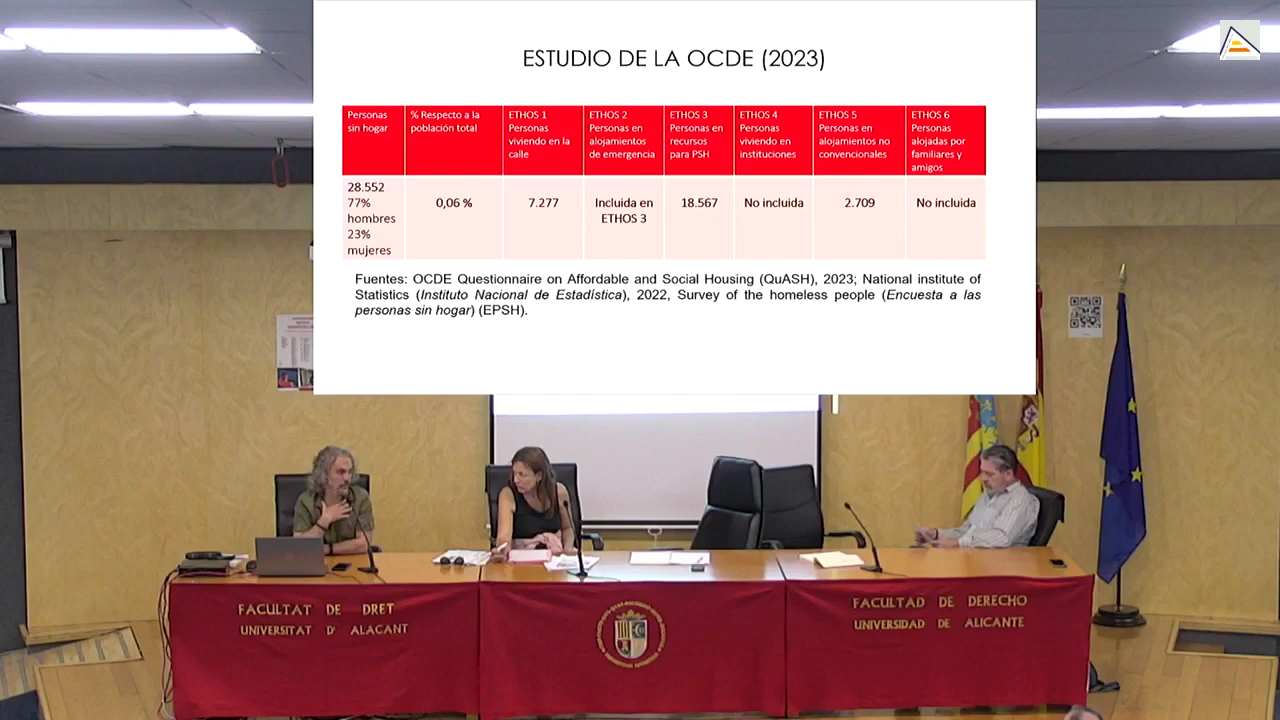 ESTUDIO DE LA OCDE (2023)
Personas
sin hogar
% Respecto a la
población total
ETHOS 1
Personas
viviendo en la
calle
ETHOS 2
Personas en
alojamientos
de emergencia
ETHOS 3
Personas en
recursos
para PSH
ETHOS 4
Personas
viviendo en
instituciones
ETHOS 5
Personas en
alojamientos no
convencionales
ETHOS 6
Personas
alojadas por
familiares y
amigos
28.552
77%
hombres
23%
mujeres
0,06 %
7.277
Incluida en
ETHOS 3
18.567
No incluida
2.709
No incluida
Fuentes: OCDE Questionnaire on Affordable and Social Housing (QuASH), 2023; National institute of
Statistics (Instituto Nacional de Estadística), 2022, Survey of the homeless people (Encuesta a las
personas sin hogar) (EPSH).
FACULTAT DE DRET
UNIVERSITAT D' ALACANT
FACULTAD DE DERECHO
UNIVERSIDAD DE ALICANTE